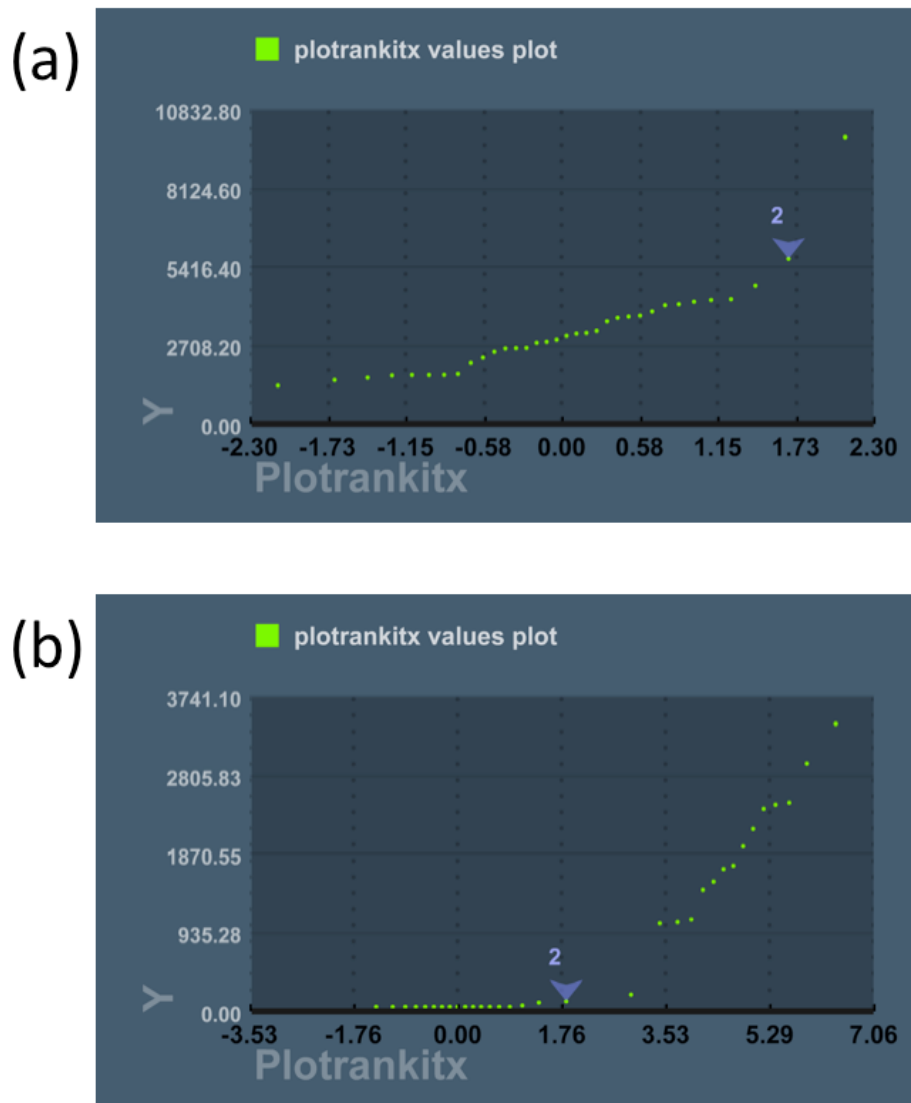 (a)
plotrankitx values plot
10832.80
8124.60
2
5416.40
2708.20
Y
0.00
-2.30 -1.73 -1.15 -0.58 0.00 0.58 1.15 1.73 2.30
Plotrankitx
(b)
plotrankitx values plot
3741.10
2805.83
1870.55
935.28
2
Y
0.00
-3.53 -1.76 0.00 1.76 3.53 5.29 7.06
Plotrankitx